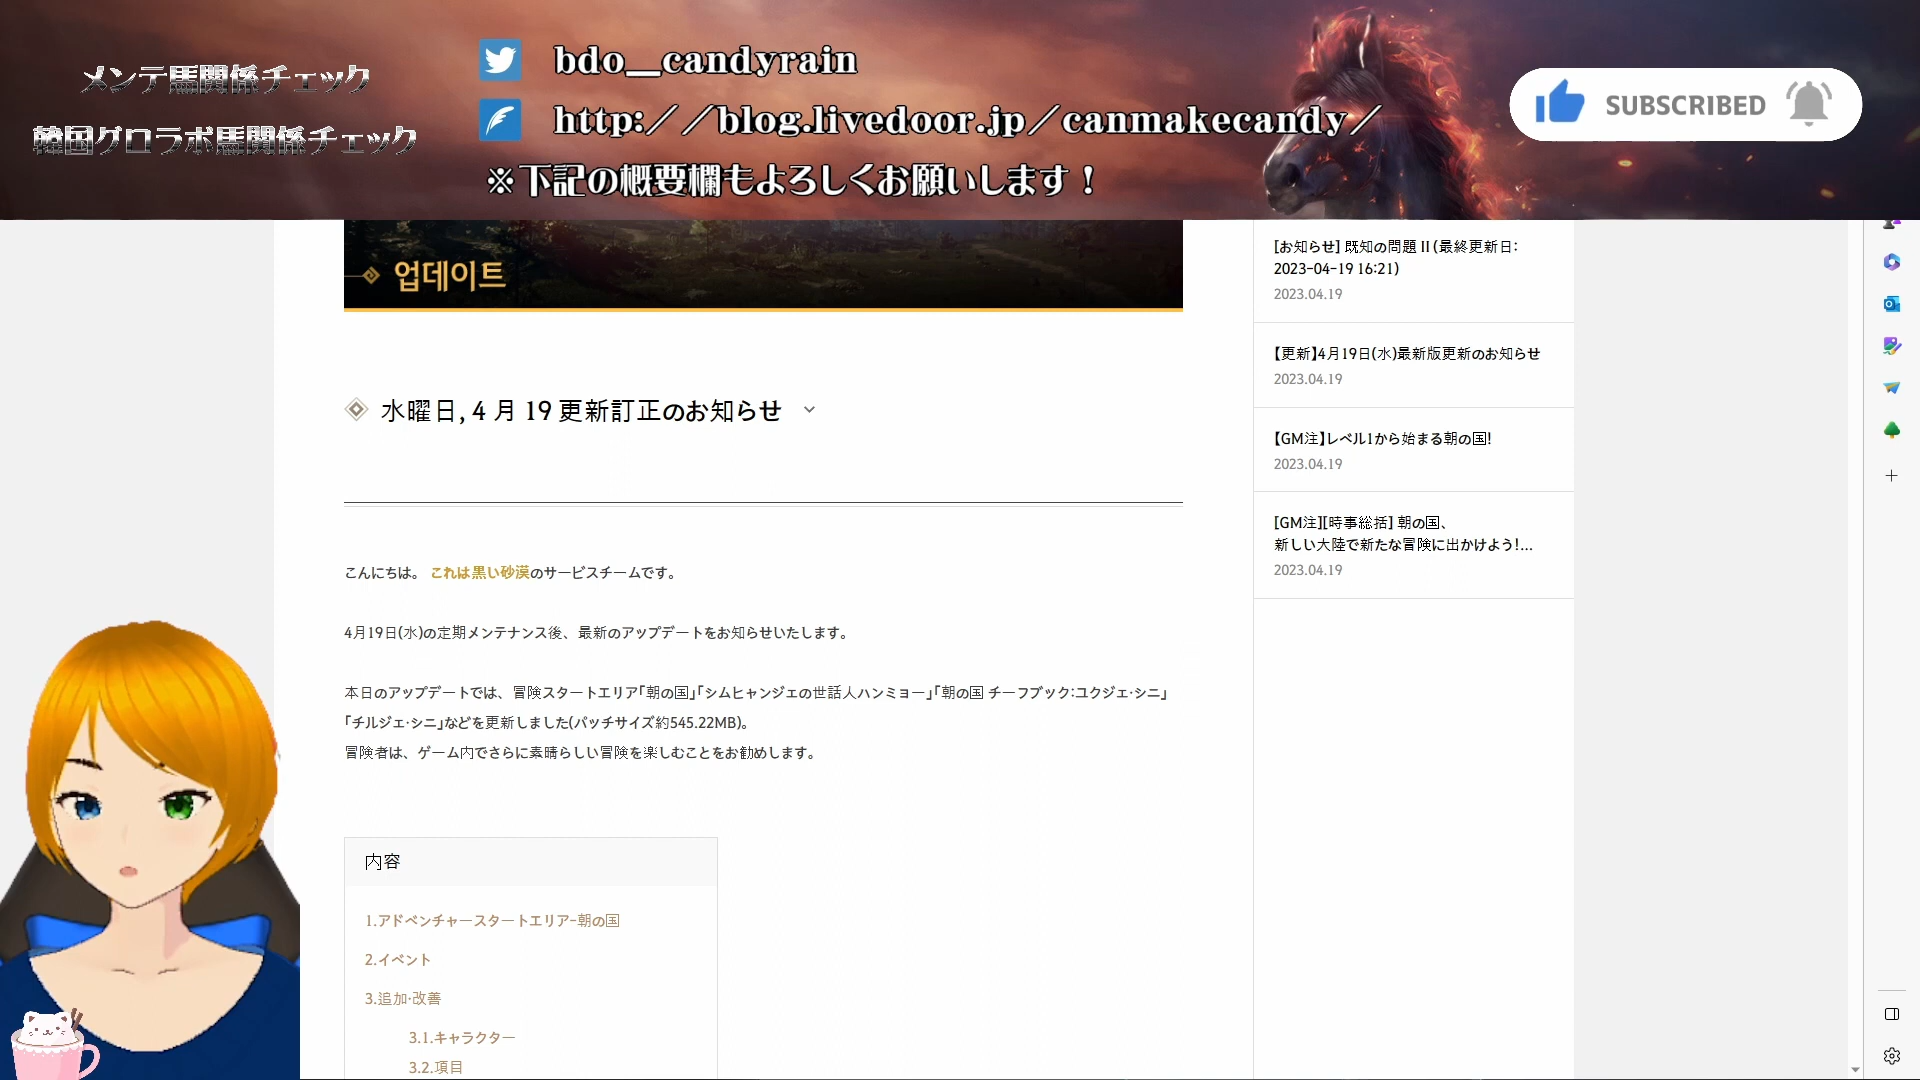 メンテ馬関係チェック
韓国グロラボ馬関係チェック
bdo__candyrain
http://blog.livedoor.jp/canmakecandy/
※下記の概要欄もよろしくお願いします！
SUBSCRIBED
업데이트
水曜日, 4 月 19 更新訂正のお知らせ
こんにちは。 これは黒い砂漠のサービスチームです。
4月19日(水)の定期メンテナンス後、最新のアップデートをお知らせいたします。
本日のアップデートでは、冒険スタートエリア「朝の国」「シムヒャンジェの世話人ハンミョー」「朝の国 チーフブック:ユクジェ·シニ」
「チルジェ·シニ」などを更新しました(パッチサイズ約545.22MB)。
冒険者は、ゲーム内でさらに素晴らしい冒険を楽しむことをお勧めします。
内容
1.アドベンチャースタートエリア-朝の国
2.イベント
3.追加·改善
3.1.キャラクター
3.2.項目
[お知らせ] 既知の問題 II (最終更新日:
2023-04-19 16:21)
2023.04.19
【更新】4月19日(水)最新版更新のお知らせ
2023.04.19
【GM注】レベル1から始まる朝の国!
2023.04.19
[GM注][時事総括] 朝の国、
新しい大陸で新たな冒険に出かけよう!...
2023.04.19